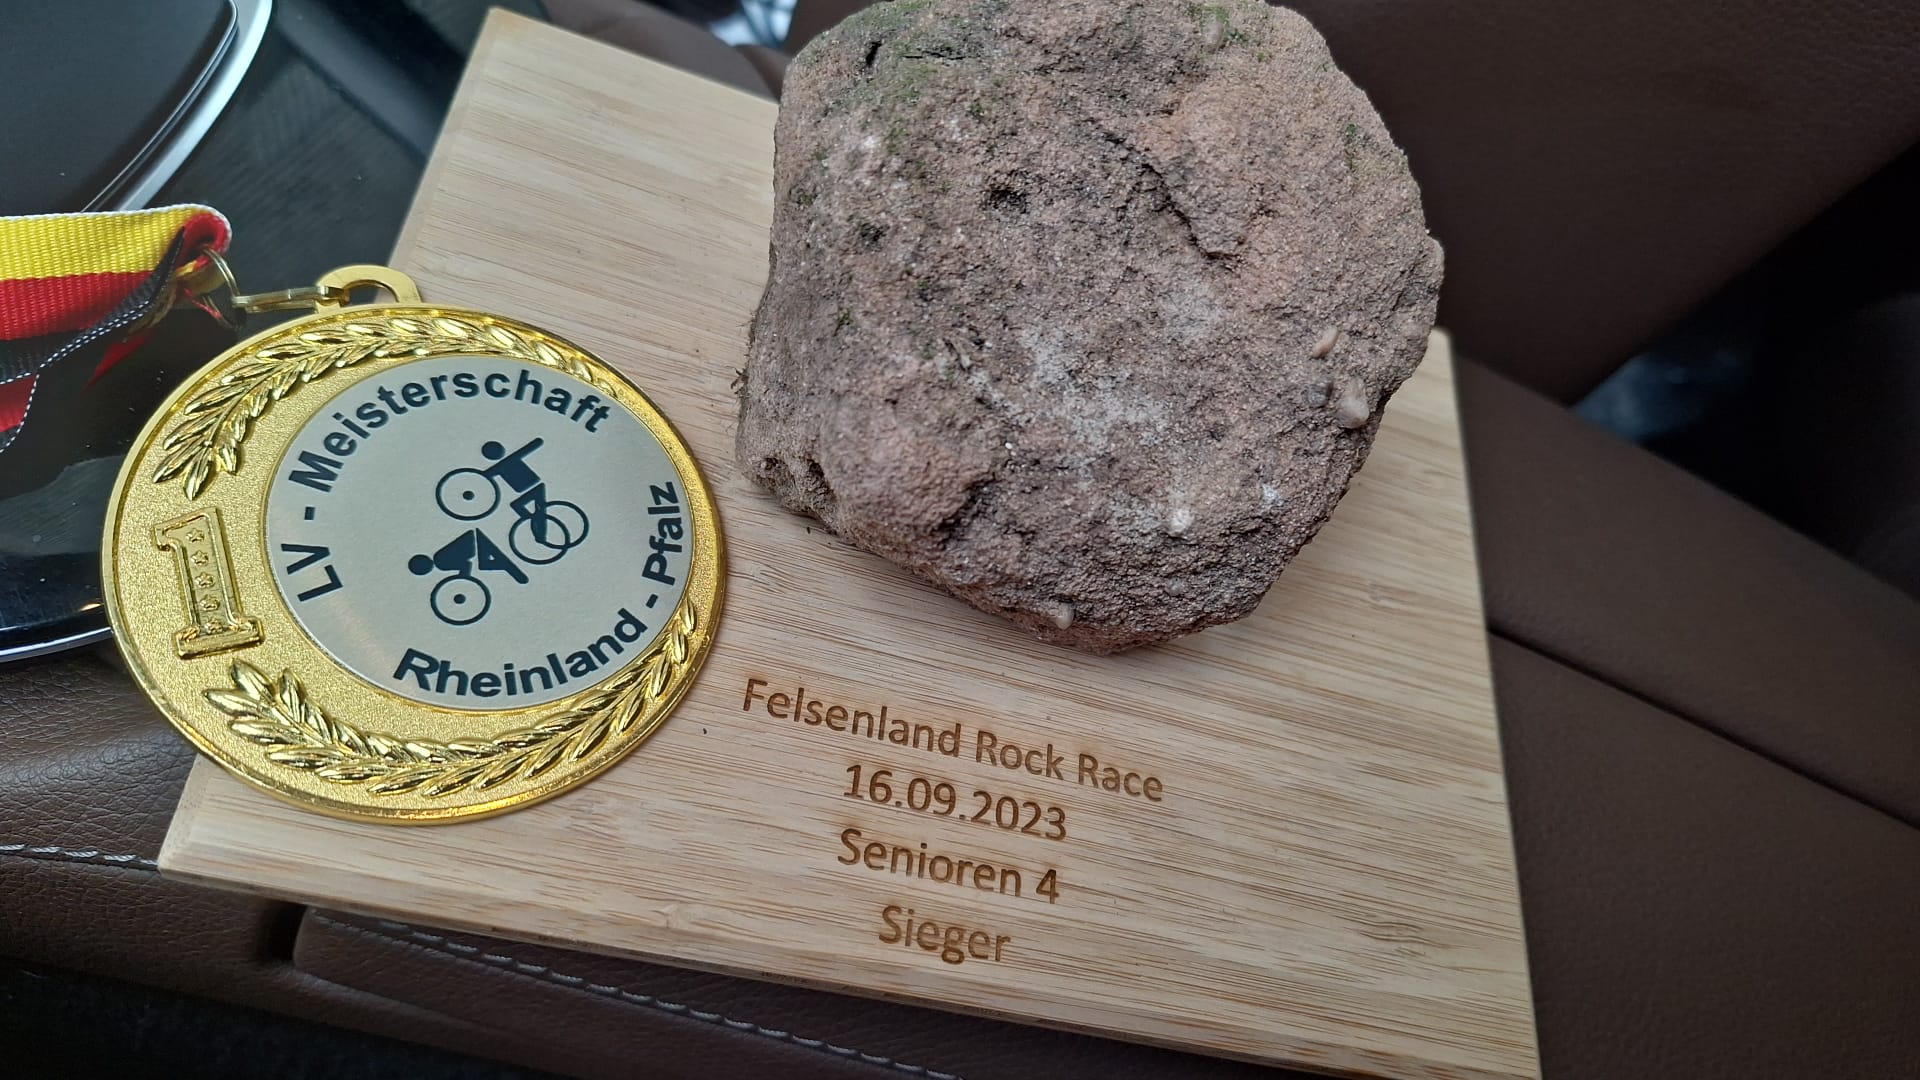 LV - Meisterschaft
Rheinland - Pfalz
1
Felsenland Rock Race
16.09.2023
Senioren 4
Sieger